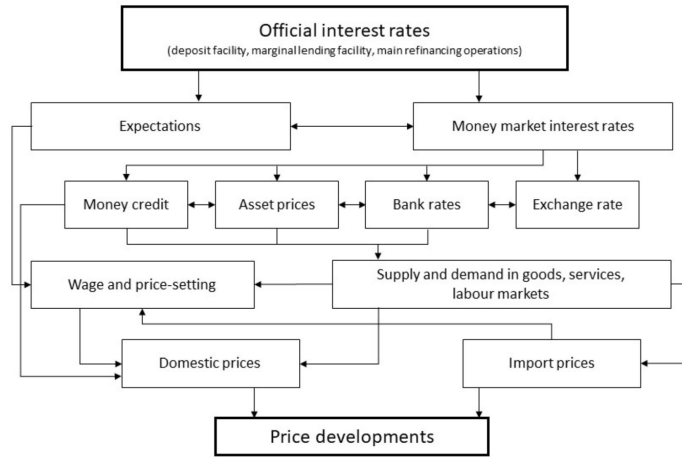 Official interest rates
(deposit facility, marginal lending facility, main refinancing operations)
Expectations
Money market interest rates
Money credit
Asset prices
Bank rates
Exchange rate
Wage and price-setting
Supply and demand in goods, services,
labour markets
Domestic prices
Import prices
Price developments